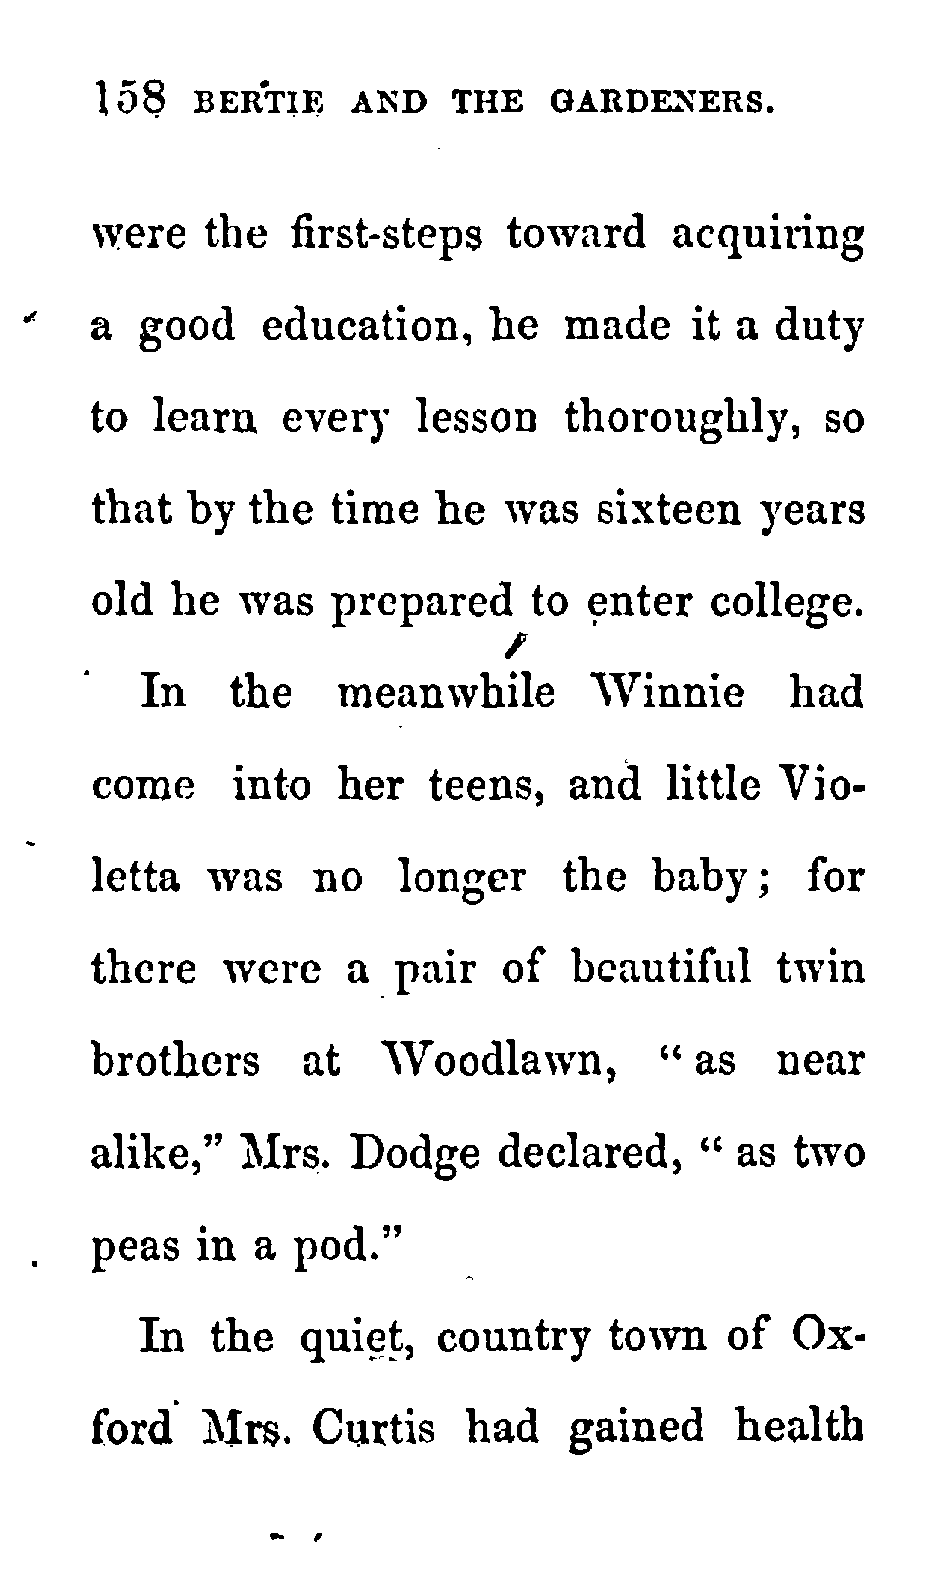 158 BERTIE AND THE GARDENERS.
were the first-steps toward acquiring
a good education, he made it a duty
to learn every lesson thoroughly, so
that by the time he was sixteen years
old he was prepared to enter college.
In the meanwhile Winnie had
come into her teens, and little Vio-
letta was no longer the baby; for
there were a pair of beautiful twin
brothers at Woodlawn, “as near
alike,” Mrs. Dodge declared, “as two
peas in a pod.”
In the quiet, country town of Ox-
ford Mrs. Curtis had gained health